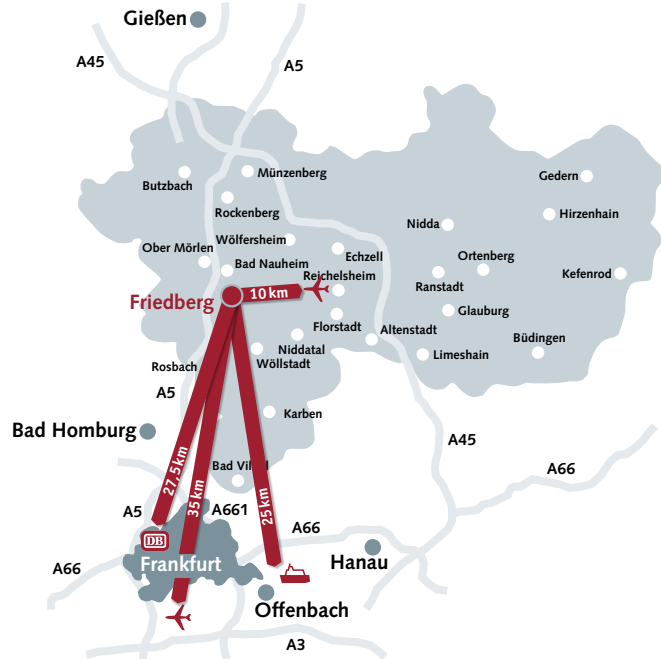 Gießen
A45
A5
Butzbach
Münzenberg
Gedern
Rockenberg
Hirzenhain
Nidda
Wölfersheim
Ober Mörlen
Echzell
Ortenberg
Bad Nauheim
Reichelsheim
Ranstadt
Kefenrod
Friedberg
10 km
Glauburg
Florstadt
Altenstadt
Niddatal
Limeshain
Büdingen
Rosbach
Wöllstadt
A5
Karben
Bad Homburg
A45
27,5 km
Bad Vilbel
A66
35 km
25 km
A5
A661
A66
DB
Hanau
A66
Frankfurt
Offenbach
A3